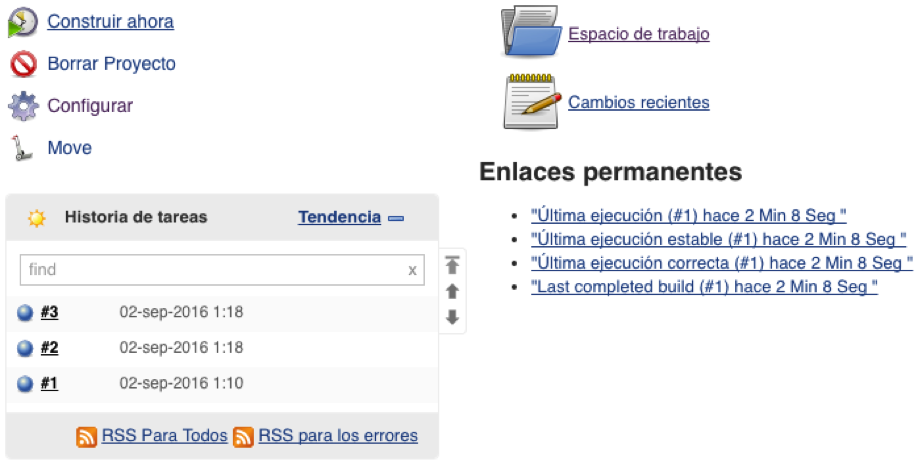 Construir ahora
Borrar Proyecto
Configurar
Move
Historia de tareas Tendencia
find x
#3 02-sep-2016 1:18
#2 02-sep-2016 1:18
#1 02-sep-2016 1:10
RSS Para Todos RSS para los errores
Espacio de trabajo
Cambios recientes
Enlaces permanentes
"Última ejecución (#1) hace 2 Min 8 Seg "
"Última ejecución estable (#1) hace 2 Min 8 Seg "
"Última ejecución correcta (#1) hace 2 Min 8 Seg "
"Last completed build (#1) hace 2 Min 8 Seg "